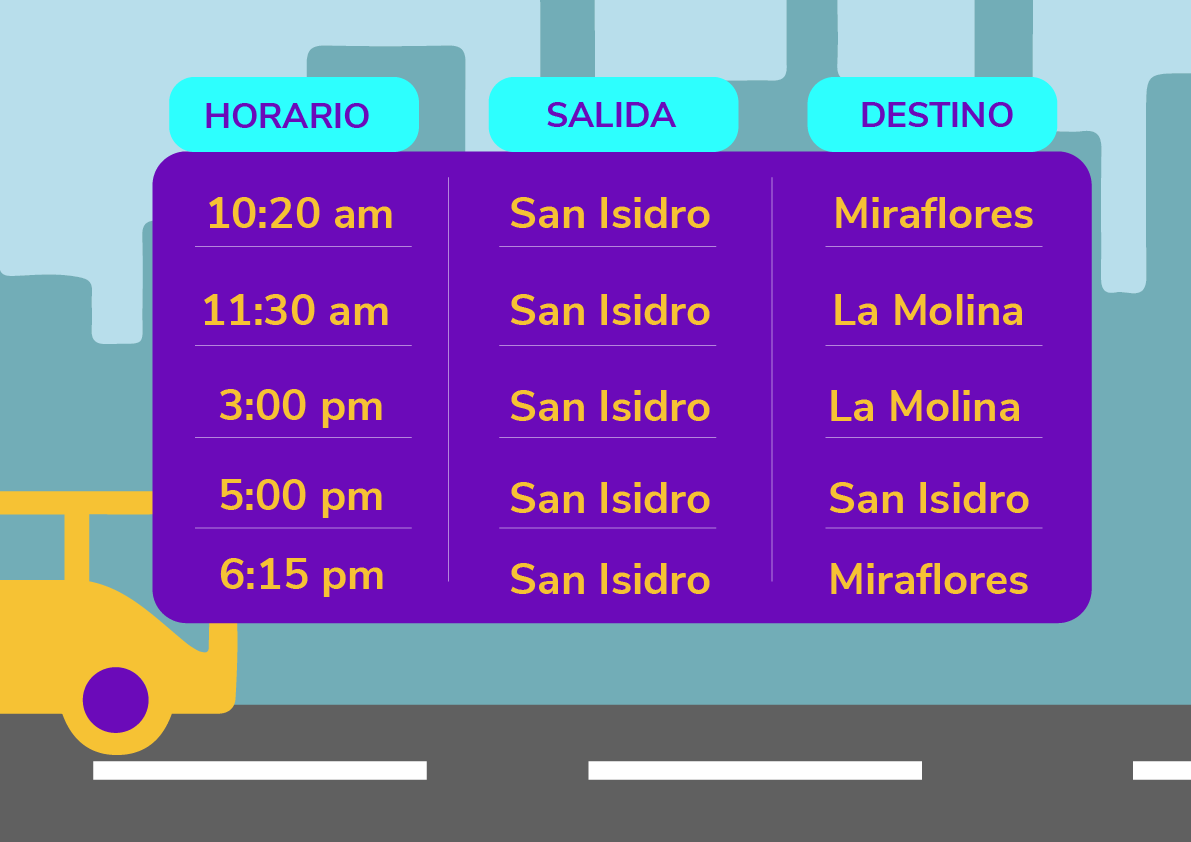 HORARIO SALIDA DESTINO
10:20 am San Isidro Miraflores
11:30 am San Isidro La Molina
3:00 pm San Isidro La Molina
5:00 pm San Isidro San Isidro
6:15 pm San Isidro Miraflores